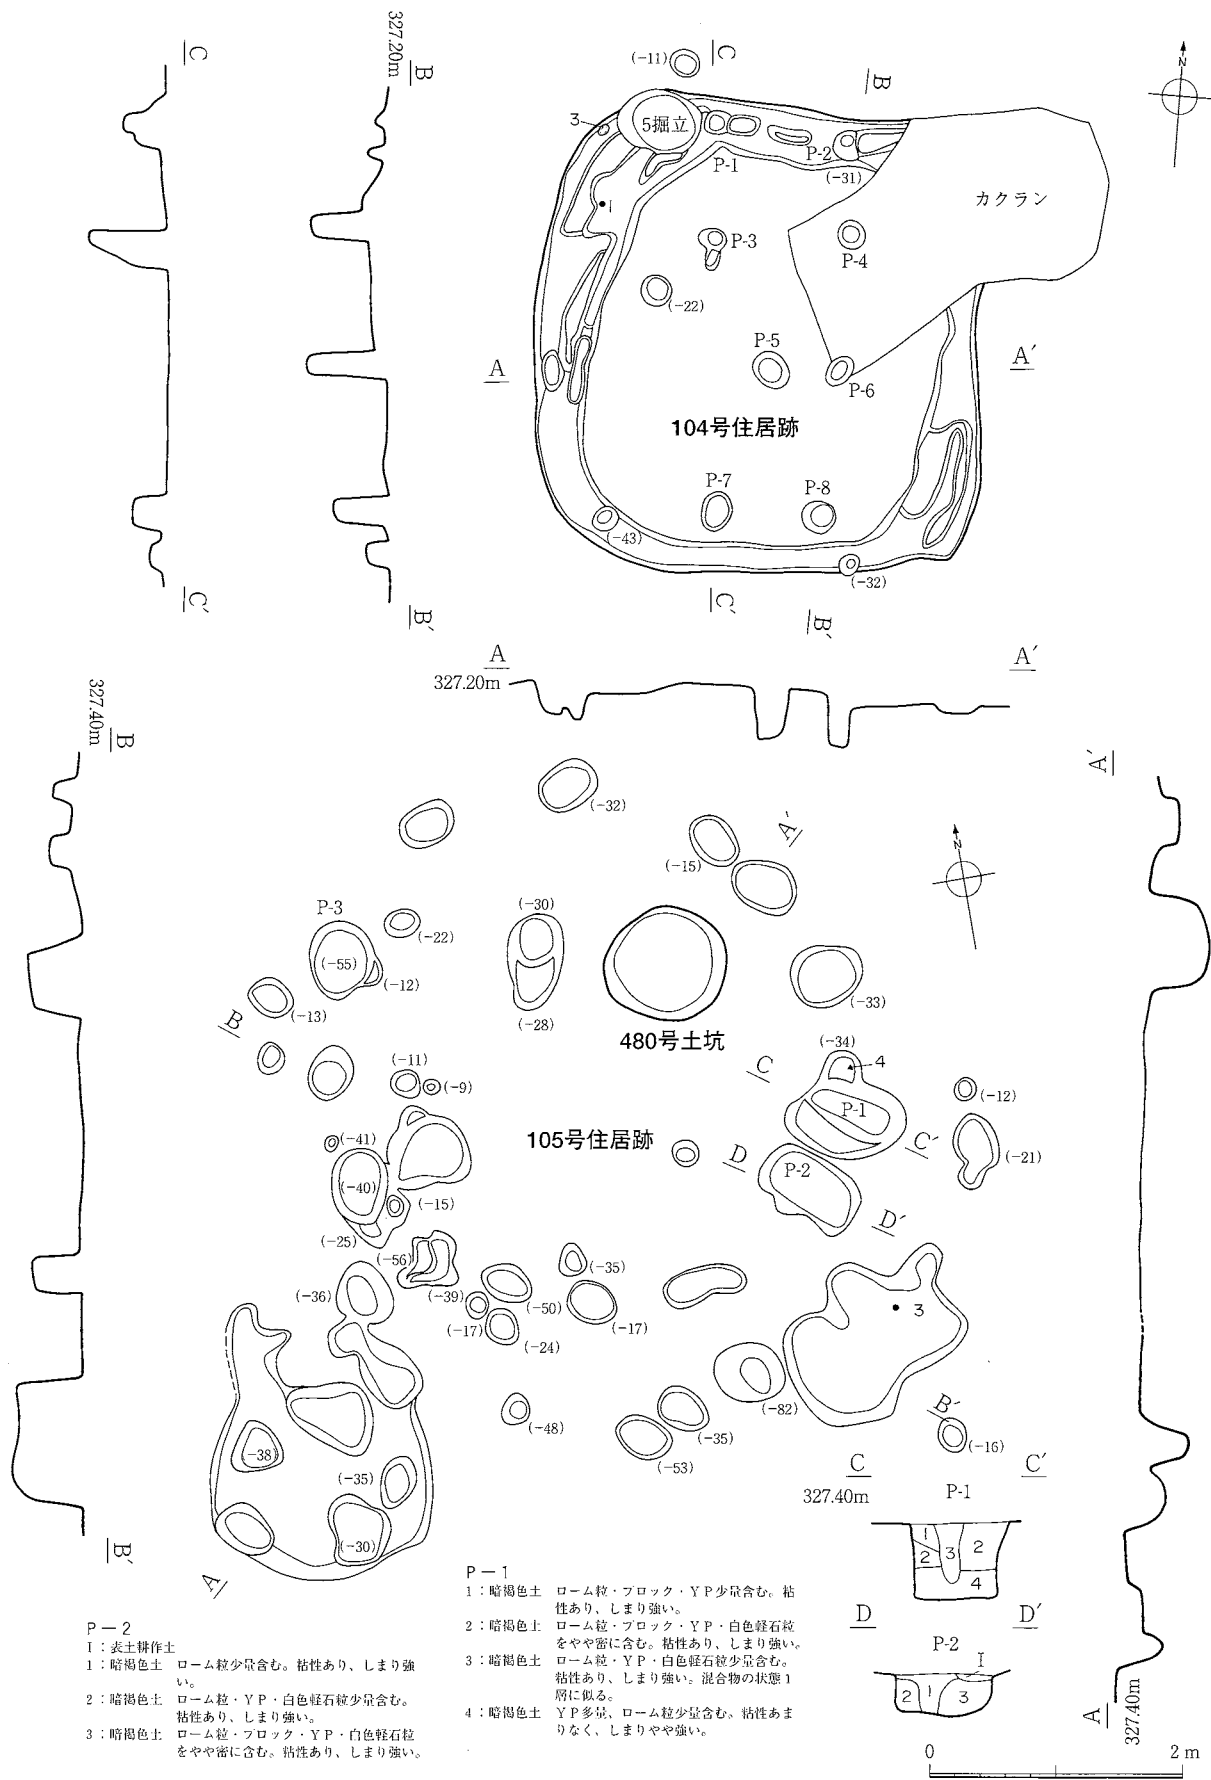 C
327.20m
B
(-11)
C
B
N
3
5掘立
P-2
P-1
(-31)
カクラン
1
P-3
P-4
(-22)
P-5
A
A′
P-6
104号住居跡
P-7
P-8
(-43)
(-32)
C′
B′
C′
B′
A
A′
327.20m
327.40m
B
A′
(-32)
A′
(-15)
N
P-3
(-30)
(-22)
(-55)
(-12)
(-33)
(-13)
(-28)
B
480号土坑
(-34)
4
C
(-11)
(-9)
P-1
(-12)
(-41)
105号住居跡
C′
D
(-21)
P-2
(-40)
(-15)
D′
(-25)
(-56)
(-35)
(-36)
(-39)
(-50)
3
(-17)
(-17)
(-24)
(-82)
B′
(-48)
(-35)
(-16)
(-38)
(-53)
C
C′
(-35)
327.40m
P-1
(-30)
1
2
2
3
4
B′
A
D
D′
P-2
I
2
1
3
A
327.40m
P－1
1：暗褐色土 ローム粒・ブロック・YP少量含む。粘
性あり、しまり強い。
2：暗褐色土 ローム粒・ブロック・YP・白色軽石粒
をやや密に含む。粘性あり、しまり強い。
3：暗褐色土 ローム粒・YP・白色軽石粒少量含む。
粘性あり、しまり強い。混合物の状態1
層に似る。
4：暗褐色土 YP多量、ローム粒少量含む。粘性あま
りなく、しまりやや強い。
P－2
I：表土耕作土
1：暗褐色土 ローム粒少量含む。粘性あり、しまり強
い。
2：暗褐色土 ローム粒・YP・白色軽石粒少量含む。
粘性あり、しまり強い。
3：暗褐色土 ローム粒・ブロック・YP・白色軽石粒
をやや密に含む。粘性あり、しまり強い。
0
2 m